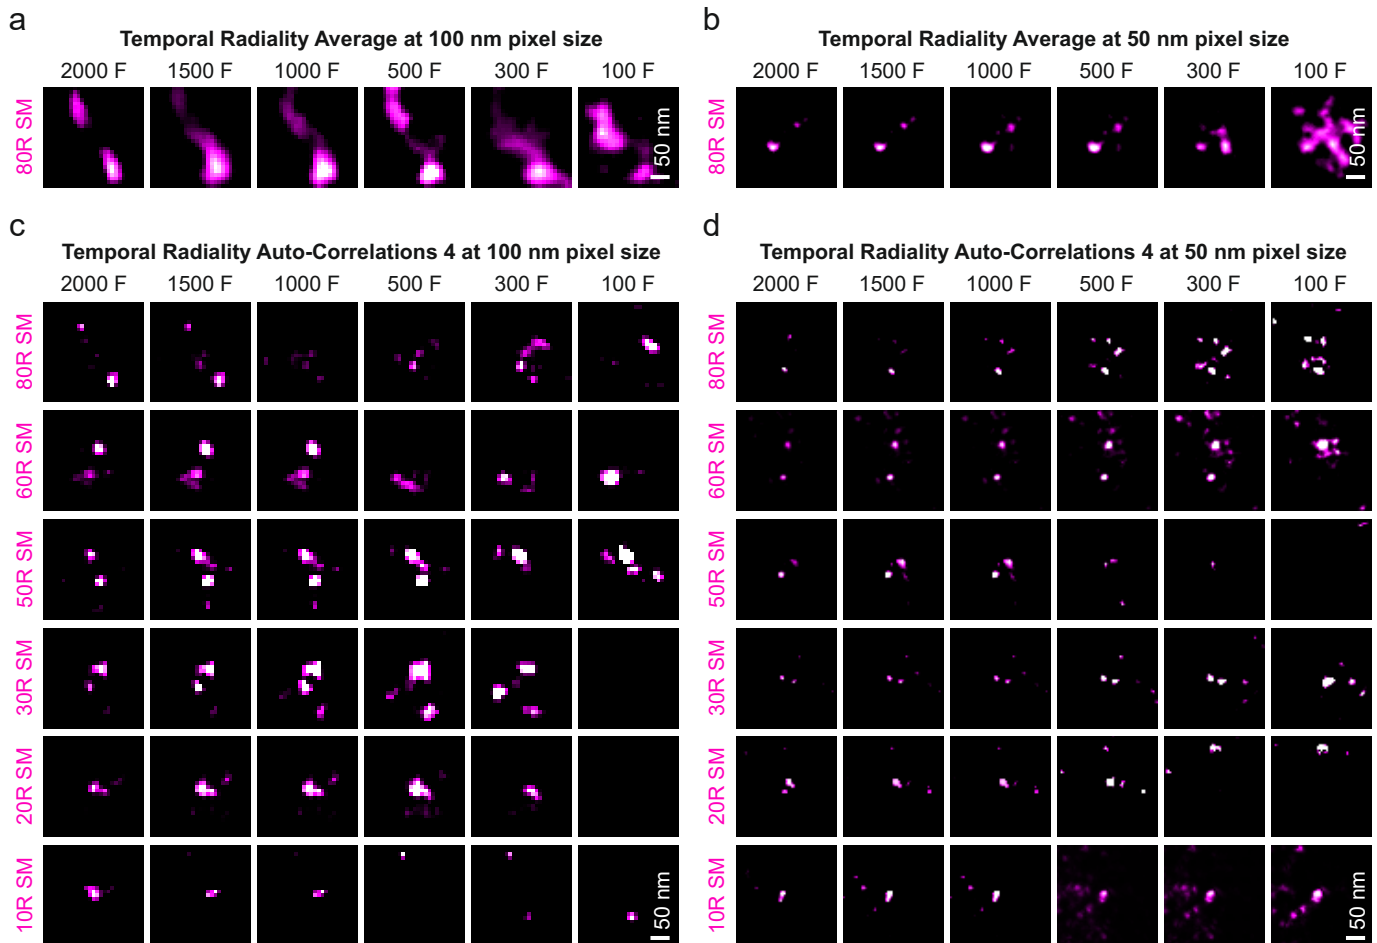 a
Temporal Radiality Average at 100 nm pixel size
2000 F 1500 F 1000 F 500 F 300 F 100 F
80R SM
50 nm
b
Temporal Radiality Average at 50 nm pixel size
2000 F 1500 F 1000 F 500 F 300 F 100 F
80R SM
50 nm
c
Temporal Radiality Auto-Correlations 4 at 100 nm pixel size
2000 F 1500 F 1000 F 500 F 300 F 100 F
80R SM
60R SM
50R SM
30R SM
20R SM
10R SM
50 nm
d
Temporal Radiality Auto-Correlations 4 at 50 nm pixel size
2000 F 1500 F 1000 F 500 F 300 F 100 F
80R SM
60R SM
50R SM
30R SM
20R SM
10R SM
50 nm